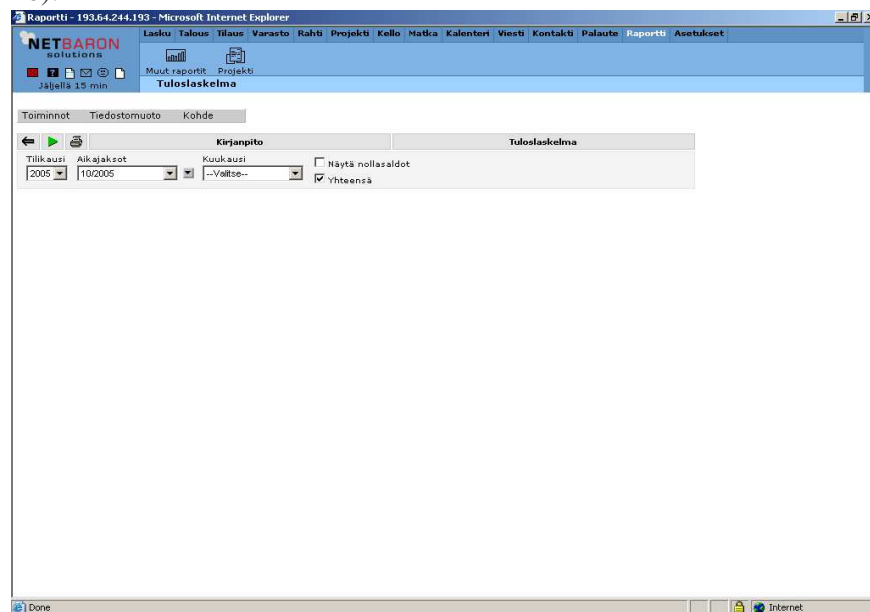 Raportti - 193.64.244.193 - Microsoft Internet Explorer
NETBARON
solutions
Lasku Talous Tilaus Varasto Rahti Projekti Kello Matka Kalenteri Viesti Kontakti Palaute Raportti Asetukset
Muut raportit Projekti
Jäljellä 15 min
Tuloslaskelma
Toiminnot Tiedostomuoto Kohde
Kirjanpito Tuloslaskelma
Tilikausi Aikajaksot Kuukausi
Näytä nollasaldot
2005 10/2005 --Valitse--
Yhteensä
Done Internet